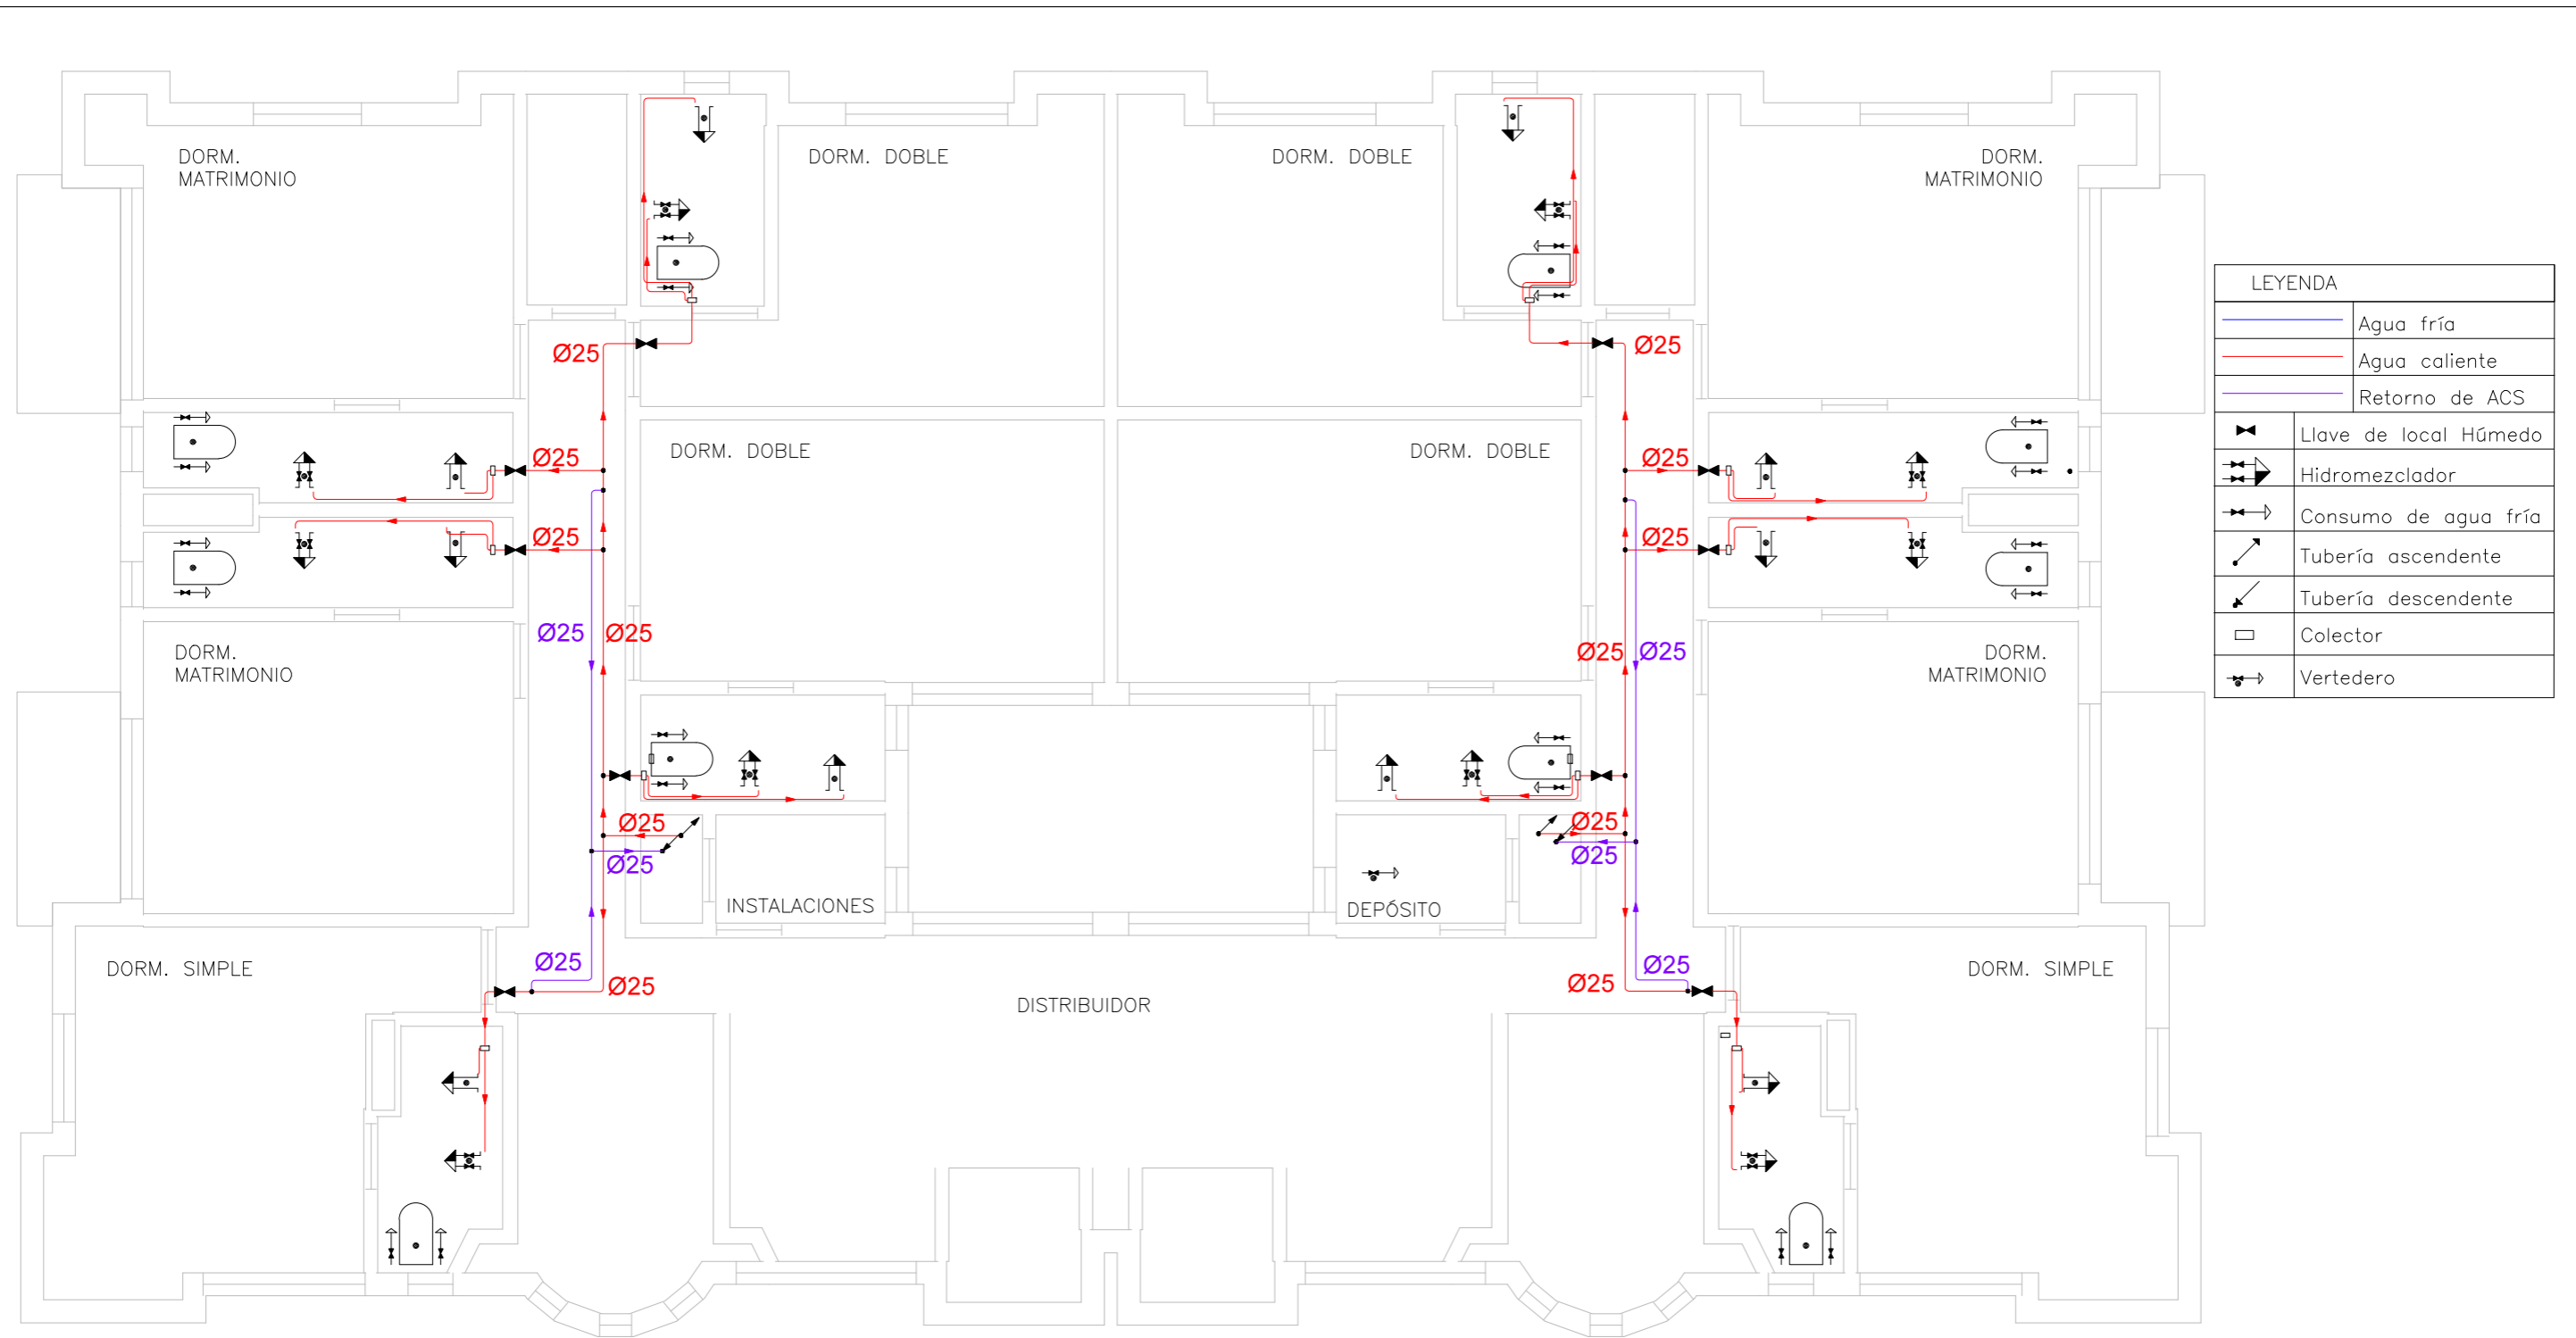 DORM.
MATRIMONIO
DORM. DOBLE
DORM. DOBLE
DORM.
MATRIMONIO
LEYENDA
Agua fría
Agua caliente
Retorno de ACS
Llave de local Húmedo
Hidromezclador
Consumo de agua fría
Tubería ascendente
Tubería descendente
Colector
Vertedero
Ø25
Ø25
DORM. DOBLE
DORM. DOBLE
Ø25
Ø25
Ø25
Ø25
Ø25
Ø25
Ø25
Ø25
DORM.
MATRIMONIO
DORM.
MATRIMONIO
Ø25
Ø25
Ø25
Ø25
INSTALACIONES
DEPÓSITO
DORM. SIMPLE
Ø25
Ø25
DISTRIBUIDOR
Ø25
Ø25
DORM. SIMPLE